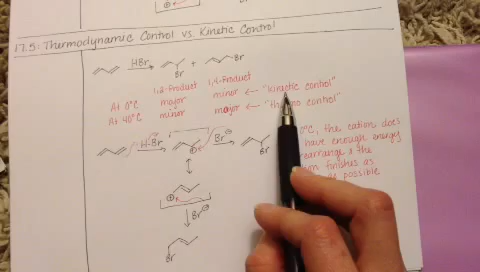 17.5: Thermodynamic Control vs. Kinetic Control
HBr
Br
+
Br
1,2-Product
1,4-Product
At 0°C
major
minor
← "kinetic control"
At 40°C
minor
major
← control"
H-Br
Br⊖
Br
0°C, the cation does
have enough energy
rearrange & the
finishes as
possible
Br⊖
Br